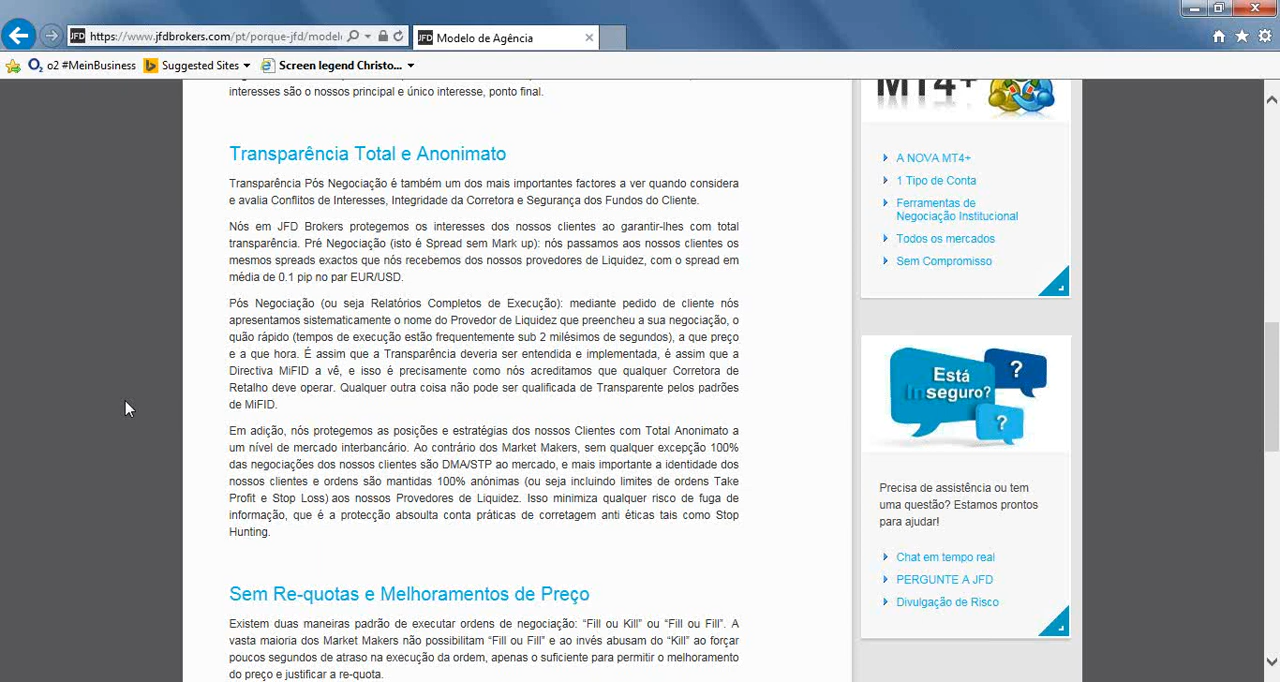 JFD https://www.jfdbrokers.com/pt/porque-jfd/model
JFD Modelo de Agência
o2 #MeinBusiness
Suggested Sites
Screen legend Christo...
interesses são o nossos principal e único interesse, ponto final.
Transparência Total e Anonimato
Transparência Pós Negociação é também um dos mais importantes factores a ver quando considera
e avalia Conflitos de Interesses, Integridade da Corretora e Segurança dos Fundos do Cliente.
Nós em JFD Brokers protegemos os interesses dos nossos clientes ao garantir-lhes com total
transparência. Pré Negociação (isto é Spread sem Mark up): nós passamos aos nossos clientes os
mesmos spreads exactos que nós recebemos dos nossos provedores de Liquidez, com o spread em
média de 0.1 pip no par EUR/USD.
Pós Negociação (ou seja Relatórios Completos de Execução): mediante pedido de cliente nós
apresentamos sistematicamente o nome do Provedor de Liquidez que preencheu a sua negociação, o
quão rápido (tempos de execução estão frequentemente sub 2 milésimos de segundos), a que preço
e a que hora. É assim que a Transparência deveria ser entendida e implementada, é assim que a
Directiva MiFID o vê, e isso é precisamente como nós acreditamos que qualquer Corretora de
Retalho deve operar. Qualquer outra coisa não pode ser qualificada de Transparente pelos padrões
de MiFID.
Em adição, nós protegemos as posições e estratégias dos nossos Clientes com Total Anonimato a
um nível de mercado interbancário. Ao contrário dos Market Makers, sem qualquer excepção 100%
das negociações dos nossos clientes são DMA/STP ao mercado, e mais importante a identidade dos
nossos clientes e ordens são mantidas 100% anónimas (ou seja incluindo limites de ordens Take
Profit e Stop Loss) aos nossos Provedores de Liquidez. Isso minimiza qualquer risco de fuga de
informação, que é a protecção absoulta conta práticas de corretagem anti éticas tais como Stop
Hunting.
Sem Re-quotas e Melhoramentos de Preço
Existem duas maneiras padrão de executar ordens de negociação: “Fill ou Kill” ou “Fill ou Fill”. A
vasta maioria dos Market Makers não possibilitam “Fill ou Fill” e ao invés abusam do “Kill” ao forçar
poucos segundos de atraso na execução da ordem, apenas o suficiente para permitir o melhoramento
do preço e justificar a re-quota.
MT4+
A NOVA MT4+
1 Tipo de Conta
Ferramentas de
Negociação Institucional
Todos os mercados
Sem Compromisso
Está
Inseguro?
?
?
Precisa de assistência ou tem
uma questão? Estamos prontos
para ajudar!
Chat em tempo real
PERGUNTE A JFD
Divulgação de Risco